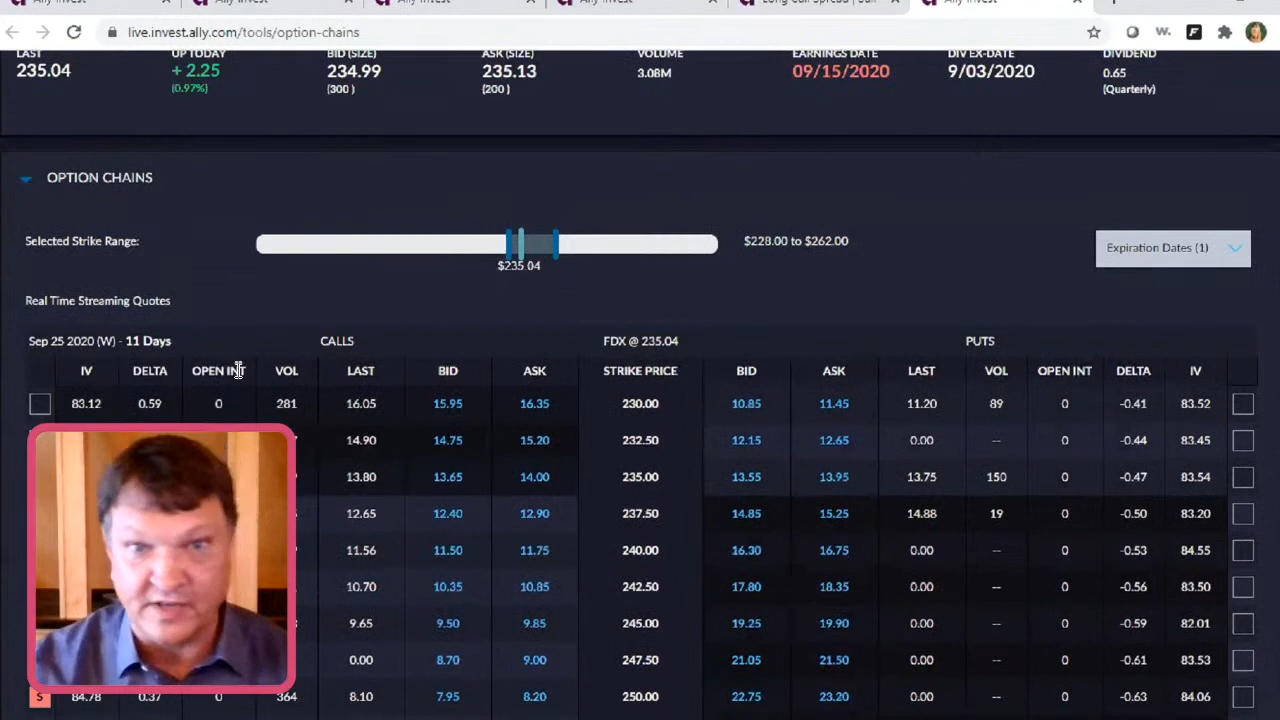 Ally Invest Ally Invest Ally Invest Ally Invest Long Call Spread | Bull Ally Invest
live.invest.ally.com/tools/option-chains
LAST UP TODAY BID (SIZE) ASK (SIZE) VOLUME EARNINGS DATE DIV EX-DATE DIVIDEND
235.04 + 2.25 234.99 235.13 3.08M 09/15/2020 9/03/2020 0.65
(0.97%) (300 ) (200 ) (Quarterly)
OPTION CHAINS
Selected Strike Range: $228.00 to $262.00 Expiration Dates (1)
$235.04
Real Time Streaming Quotes
Sep 25 2020 (W) - 11 Days CALLS FDX @ 235.04 PUTS
IV DELTA OPEN INT VOL LAST BID ASK STRIKE PRICE BID ASK LAST VOL OPEN INT DELTA IV
83.12 0.59 0 281 16.05 15.95 16.35 230.00 10.85 11.45 11.20 89 0 -0.41 83.52
14.90 14.75 15.20 232.50 12.15 12.65 0.00 -- 0 -0.44 83.45
13.80 13.65 14.00 235.00 13.55 13.95 13.75 150 0 -0.47 83.54
12.65 12.40 12.90 237.50 14.85 15.25 14.88 19 0 -0.50 83.20
11.56 11.50 11.75 240.00 16.30 16.75 0.00 -- 0 -0.53 84.55
10.70 10.35 10.85 242.50 17.80 18.35 0.00 -- 0 -0.56 83.50
9.65 9.50 9.85 245.00 19.25 19.90 0.00 -- 0 -0.59 82.01
0.00 8.70 9.00 247.50 21.05 21.50 0.00 -- 0 -0.61 83.53
S 84.78 0.37 0 364 8.10 7.95 8.20 250.00 22.75 23.20 0.00 -- 0 -0.63 84.06